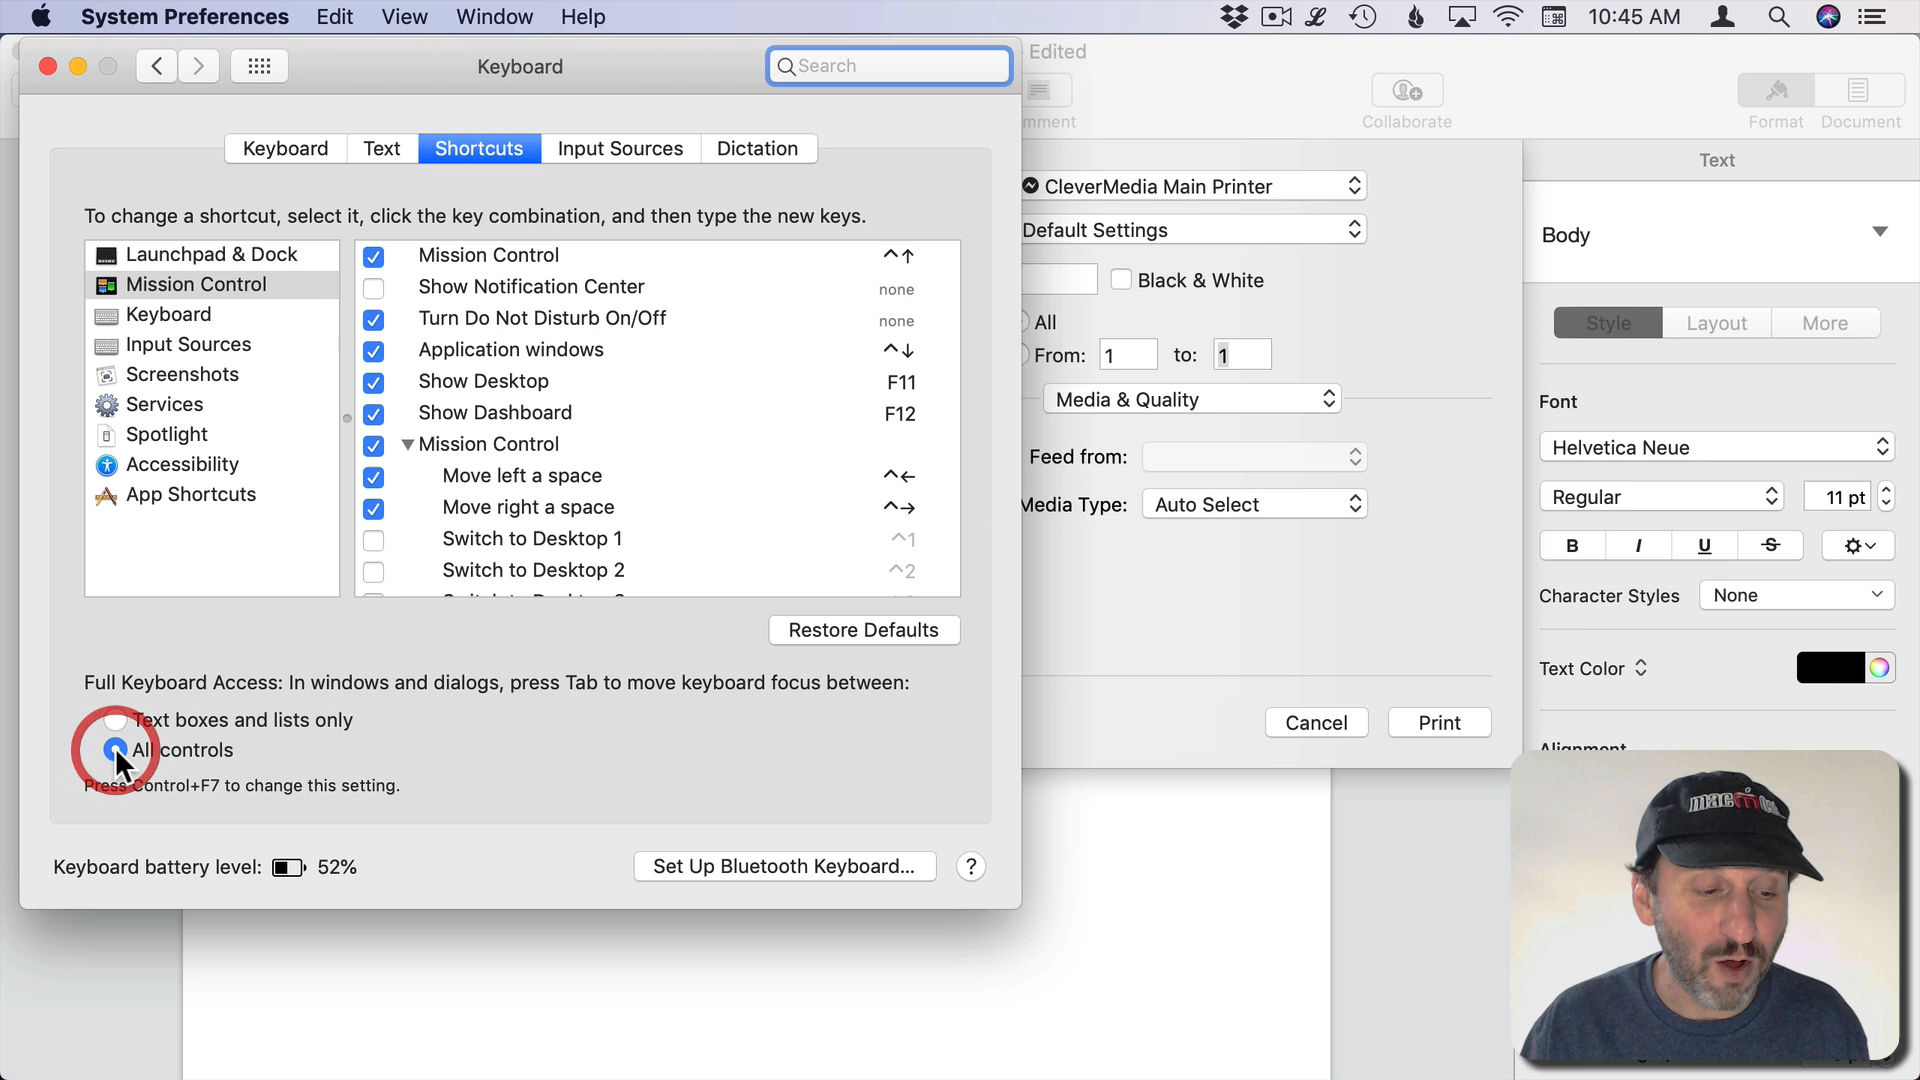 System Preferences Edit View Window Help 10:45 AM
Keyboard
Search
Edited
Collaborate
Format Document
Keyboard Text Shortcuts Input Sources Dictation
To change a shortcut, select it, click the key combination, and then type the new keys.
Launchpad & Dock
Mission Control
Keyboard
Input Sources
Screenshots
Services
Spotlight
Accessibility
App Shortcuts
Mission Control ^↑
Show Notification Center none
Turn Do Not Disturb On/Off none
Application windows ^↓
Show Desktop F11
Show Dashboard F12
Mission Control
Move left a space ^←
Move right a space ^→
Switch to Desktop 1 ^1
Switch to Desktop 2 ^2
Restore Defaults
Full Keyboard Access: In windows and dialogs, press Tab to move keyboard focus between:
Text boxes and lists only
All controls
Press Control+F7 to change this setting.
Keyboard battery level: 52%
Set Up Bluetooth Keyboard... ?
CleverMedia Main Printer
Default Settings
Black & White
All
From: 1 to: 1
Media & Quality
Feed from:
Media Type: Auto Select
Cancel Print
Text
Body
Style Layout More
Font
Helvetica Neue
Regular 11 pt
B I U S
Character Styles None
Text Color
Alignment